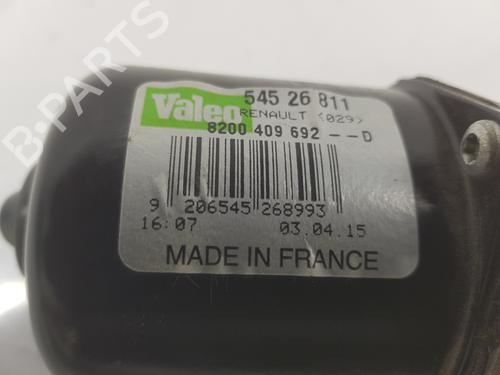 Valeo 545 26 811
RENAULT <029>
8200 409 692 --D
9 206545 268993
16:07 03.04.15
MADE IN FRANCE
B-PARTS